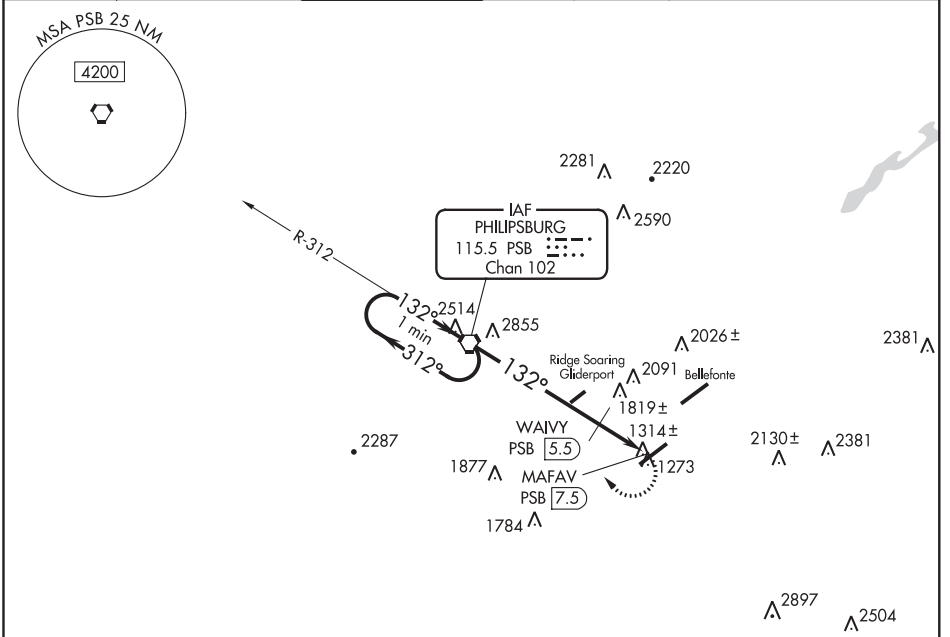 MSA PSB 25 NM
4200
2281
2220
2590
IAF
PHILIPSBURG
115.5 PSB
Chan 102
R-312
132°
1 min
312°
2514
2855
132°
Ridge Soaring
Gliderport
2026 ±
2381
2091
Bellefonte
1819 ±
WAIVY
PSB 5.5
1314 ±
1273
2130 ±
2381
2287
1877
MAFAV
PSB 7.5
1784
2897
2504